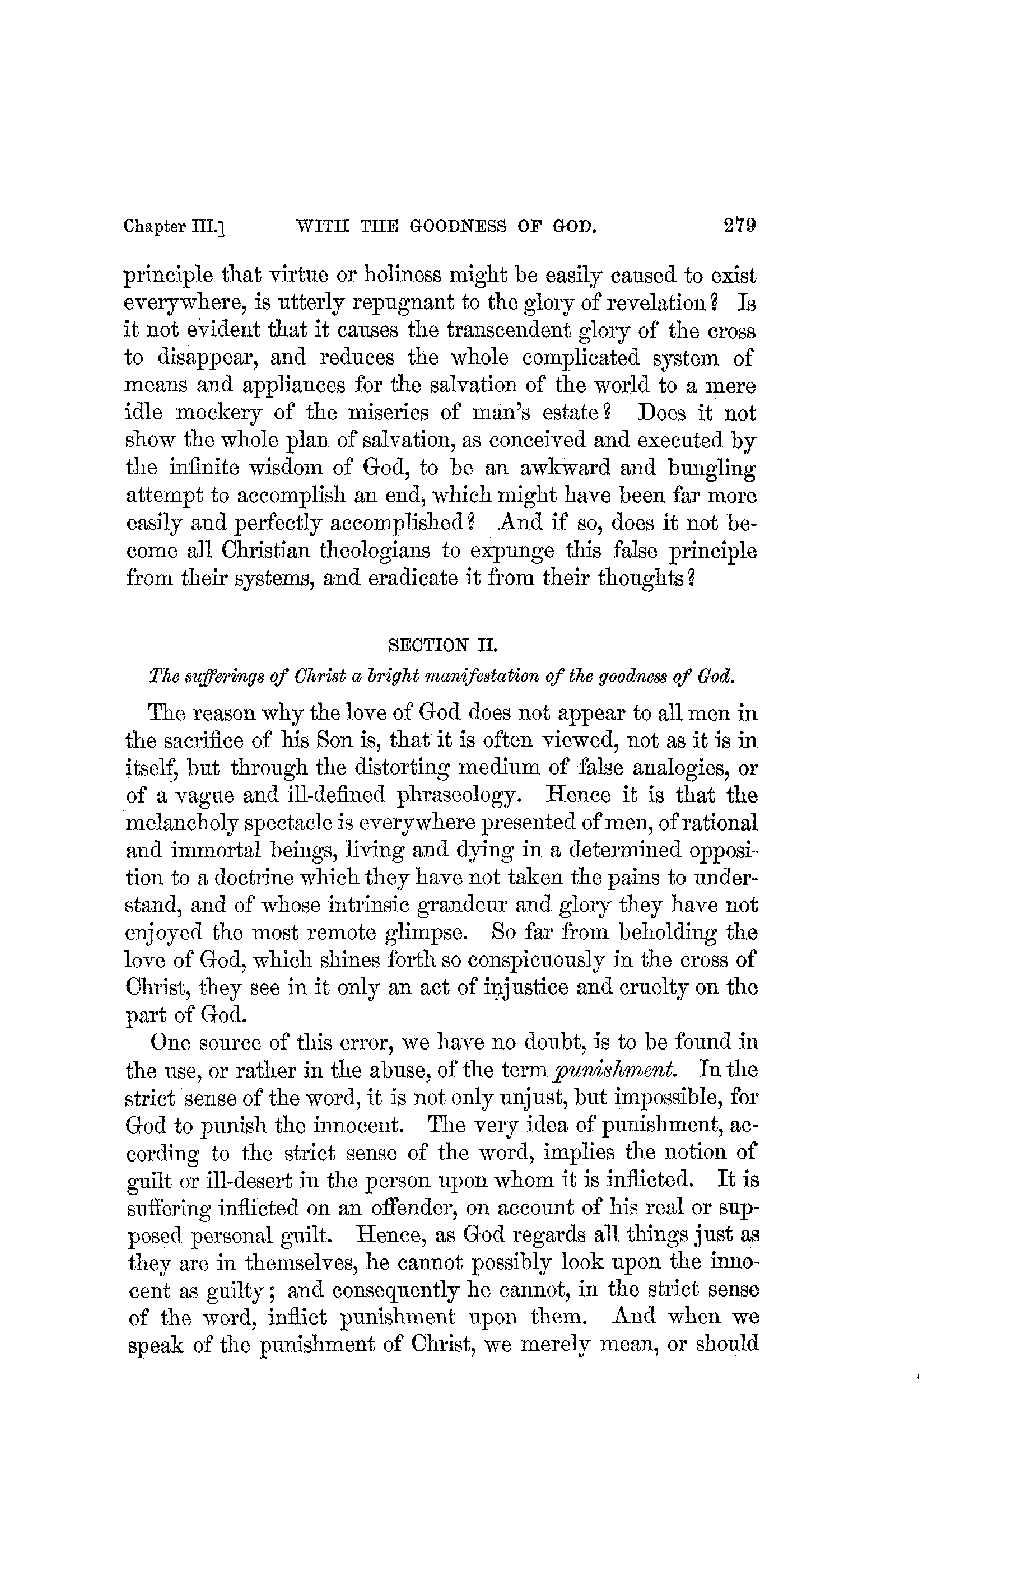 Chapter III.] WITH THE GOODNESS OF GOD. 279
principle that virtue or holiness might be easily caused to exist
everywhere, is utterly repugnant to the glory of revelation? Is
it not evident that it causes the transcendent glory of the cross
to disappear, and reduces the whole complicated system of
means and appliances for the salvation of the world to a mere
idle mockery of the miseries of man's estate? Does it not
show the whole plan of salvation, as conceived and executed by
the infinite wisdom of God, to be an awkward and bungling
attempt to accomplish an end, which might have been far more
easily and perfectly accomplished? And if so, does it not be-
come all Christian theologians to expunge this false principle
from their systems, and eradicate it from their thoughts?
SECTION II.
The sufferings of Christ a bright manifestation of the goodness of God.
The reason why the love of God does not appear to all men in
the sacrifice of his Son is, that it is often viewed, not as it is in
itself, but through the distorting medium of false analogies, or
of a vague and ill-defined phraseology. Hence it is that the
melancholy spectacle is everywhere presented of men, of rational
and immortal beings, living and dying in a determined opposi-
tion to a doctrine which they have not taken the pains to under-
stand, and of whose intrinsic grandeur and glory they have not
enjoyed the most remote glimpse. So far from beholding the
love of God, which shines forth so conspicuously in the cross of
Christ, they see in it only an act of injustice and cruelty on the
part of God.
One source of this error, we have no doubt, is to be found in
the use, or rather in the abuse, of the term punishment. In the
strict sense of the word, it is not only unjust, but impossible, for
God to punish the innocent. The very idea of punishment, ac-
cording to the strict sense of the word, implies the notion of
guilt or ill-desert in the person upon whom it is inflicted. It is
suffering inflicted on an offender, on account of his real or sup-
posed personal guilt. Hence, as God regards all things just as
they are in themselves, he cannot possibly look upon the inno-
cent as guilty; and consequently he cannot, in the strict sense
of the word, inflict punishment upon them. And when we
speak of the punishment of Christ, we merely mean, or should